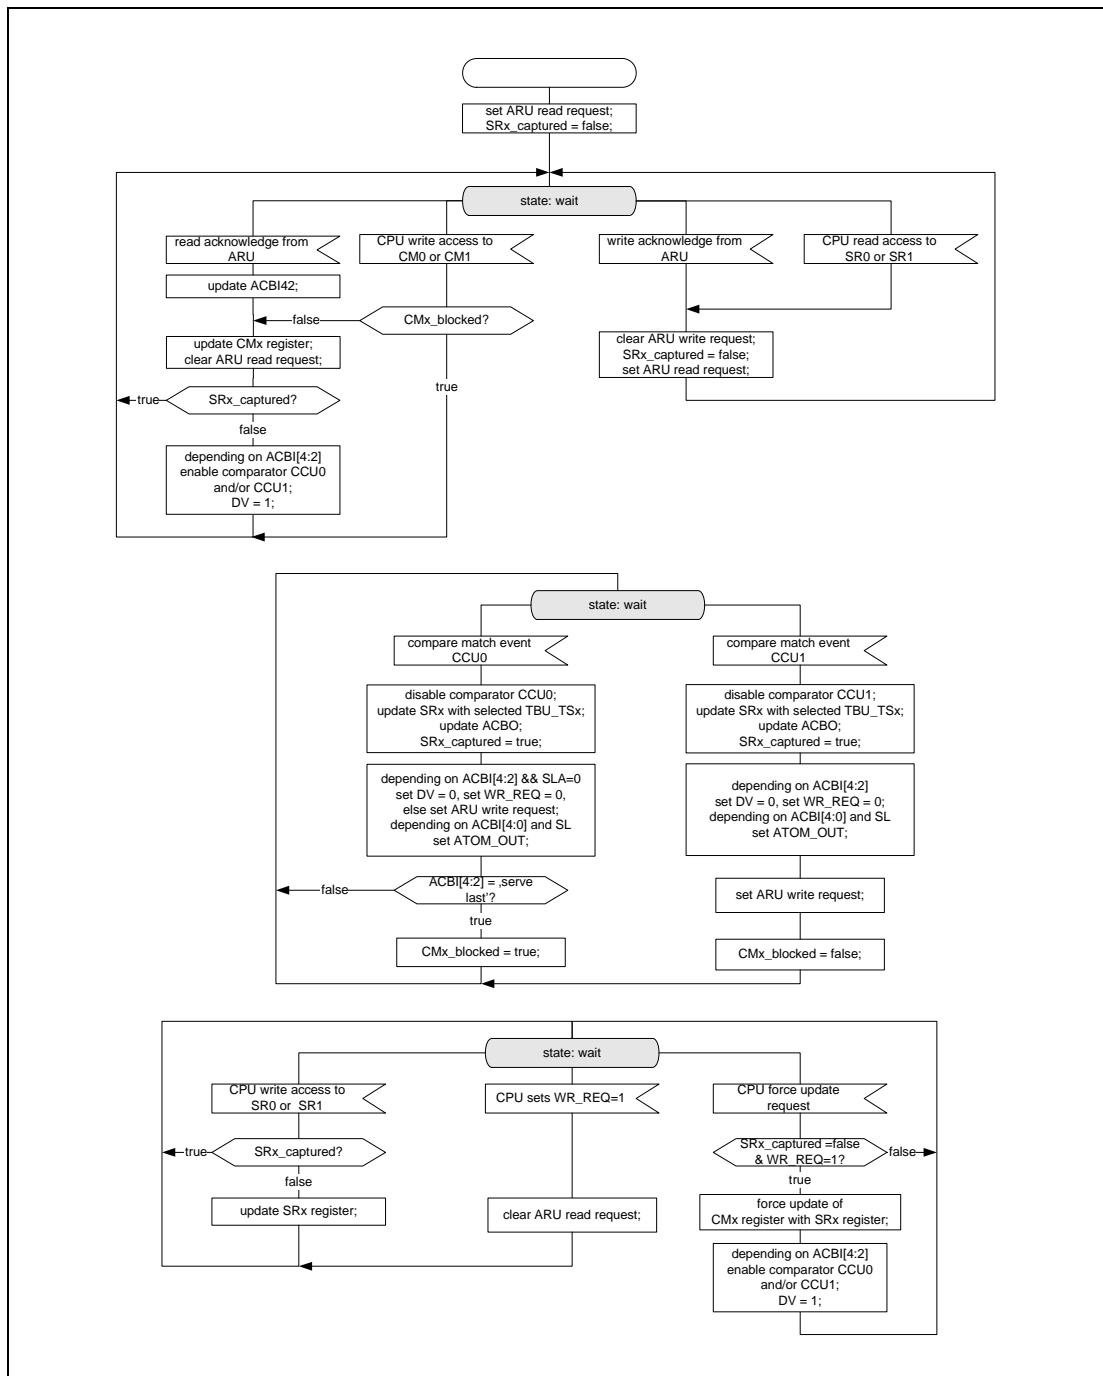 set ARU read request;
SRx_captured = false;
state: wait
read acknowledge from
ARU
CPU write access to
CM0 or CM1
write acknowledge from
ARU
CPU read access to
SR0 or SR1
update ACBI42;
false
CMx_blocked?
update CMx register;
clear ARU read request;
clear ARU write request;
SRx_captured = false;
set ARU read request;
true
true
SRx_captured?
false
depending on ACBI[4:2]
enable comparator CCU0
and/or CCU1;
DV = 1;
state: wait
compare match event
CCU0
compare match event
CCU1
disable comparator CCU0;
update SRx with selected TBU_TSx;
update ACBO;
SRx_captured = true;
disable comparator CCU1;
update SRx with selected TBU_TSx;
update ACBO;
SRx_captured = true;
depending on ACBI[4:2] && SLA=0
set DV = 0, set WR_REQ = 0,
else set ARU write request;
depending on ACBI[4:0] and SL
set ATOM_OUT;
depending on ACBI[4:2]
set DV = 0, set WR_REQ = 0;
depending on ACBI[4:0] and SL
set ATOM_OUT;
false
ACBI[4:2] = ‚serve
last’?
set ARU write request;
true
CMx_blocked = true;
CMx_blocked = false;
state: wait
CPU write access to
SR0 or  SR1
CPU sets WR_REQ=1
CPU force update
request
true
SRx_captured?
SRx_captured =false
& WR_REQ=1?
false
false
true
update SRx register;
clear ARU read request;
force update of
CMx register with SRx register;
depending on ACBI[4:2]
enable comparator CCU0
and/or CCU1;
DV = 1;